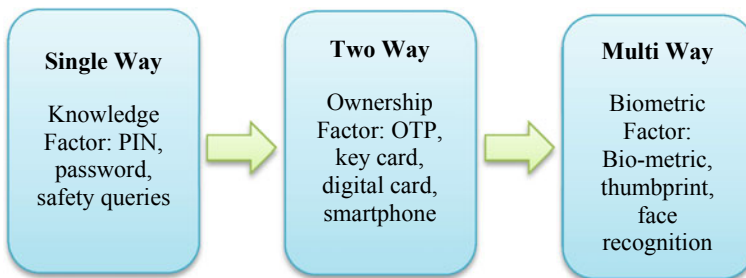 Single Way
Knowledge
Factor: PIN,
password,
safety queries
Two Way
Ownership
Factor: OTP,
key card,
digital card,
smartphone
Multi Way
Biometric
Factor:
Bio-metric,
thumbprint,
face
recognition